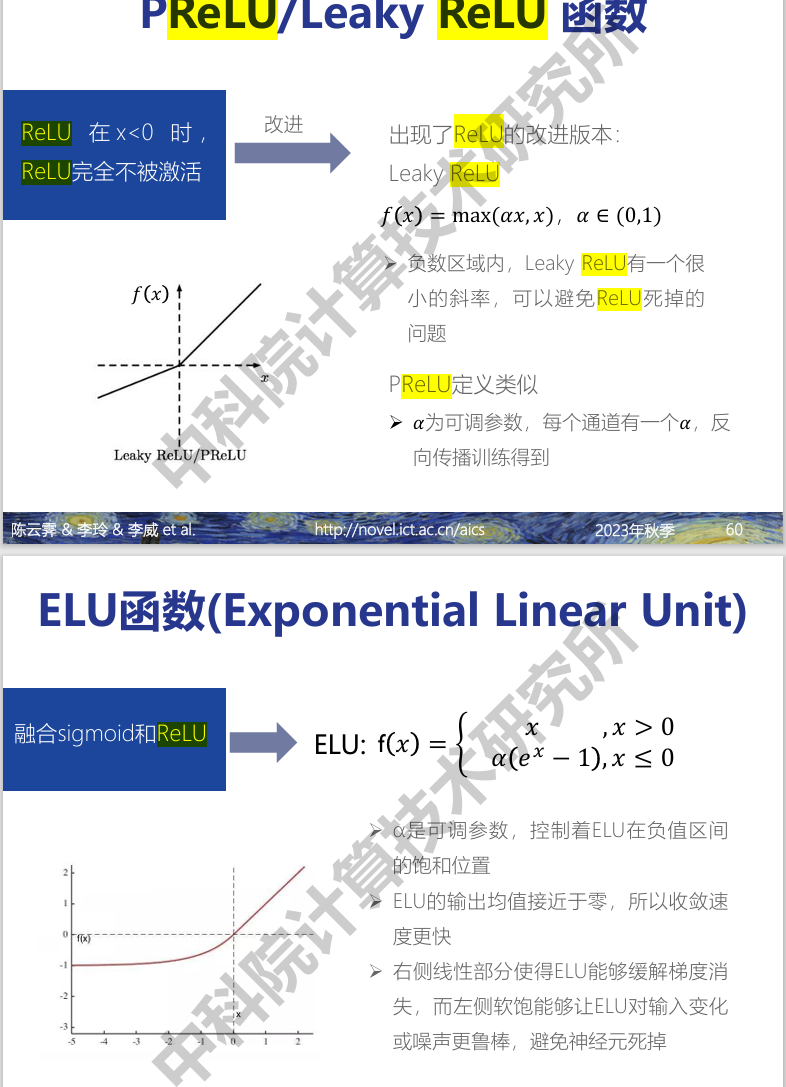 PReLU/Leaky ReLU 函数
ReLU 在x<0 时，
ReLU完全不被激活
改进
出现了ReLU的改进版本：
Leaky ReLU
f(x) = max(αx, x)，α ∈ (0,1)
➢ 负数区域内，Leaky ReLU有一个很
小的斜率，可以避免ReLU死掉的
问题
PReLU定义类似
➢ α为可调参数，每个通道有一个α，反
向传播训练得到
f(x)
x
Leaky ReLU/PReLU
中科院计算技术研究所
陈云霁 & 李玲 & 李威 et al. http://novel.ict.ac.cn/aics 2023年秋季 60
ELU函数(Exponential Linear Unit)
融合sigmoid和ReLU
ELU: f(x) = {
x , x > 0
α(eˣ − 1), x ≤ 0
➢ α是可调参数，控制着ELU在负值区间
的饱和位置
➢ ELU的输出均值接近于零，所以收敛速
度更快
➢ 右侧线性部分使得ELU能够缓解梯度消
失，而左侧软饱能够让ELU对输入变化
或噪声更鲁棒，避免神经元死掉
2
1
0
f(x)
-1
-2
-3
x
-5 -4 -3 -2 -1 0 1 2
中科院计算技术研究所